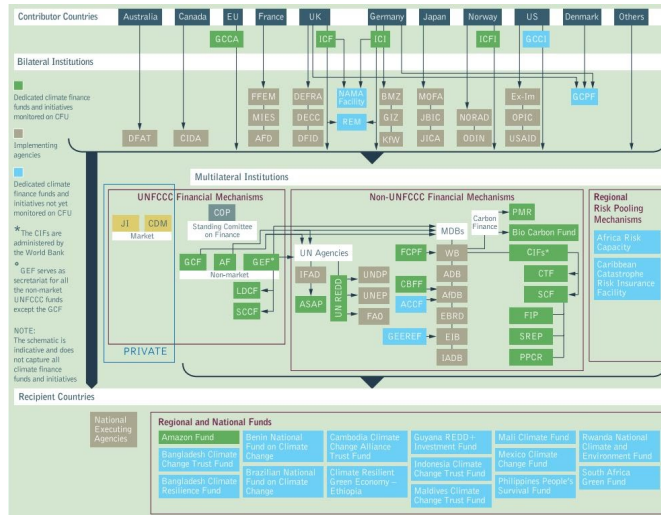 Contributor Countries
Australia
Canada
EU
France
UK
Germany
Japan
Norway
US
Denmark
Others
GCCA
ICF
ICI
ICFI
GCCI
Bilateral Institutions
Dedicated climate finance
funds and initiatives
monitored on CFU
Implementing
agencies
Dedicated climate
finance funds and
initiatives not yet
monitored on CFU
* The CIFs are
administered by
the World Bank
° GEF serves as
secretariat for all
the non-market
UNFCCC funds
except the GCF
NOTE:
The schematic is
indicative and does
not capture all
climate finance
funds and initiatives
DFAT
CIDA
FFEM
MIES
AFD
DEFRA
DECC
DFID
NAMA
Facility
REM
BMZ
GIZ
KfW
MOFA
JBIC
JICA
NORAD
ODIN
Ex-Im
OPIC
USAID
GCPF
Multilateral Institutions
UNFCCC Financial Mechanisms
JI
CDM
Market
COP
Standing Comittee
on Finance
GCF
AF
GEF°
Non-market
LDCF
SCCF
PRIVATE
Non-UNFCCC Financial Mechanisms
UN Agencies
IFAD
ASAP
UN REDD
UNDP
UNEP
FAO
MDBs
Carbon
Finance
WB
ADB
AfDB
EBRD
EIB
IADB
FCPF
CBFF
ACCF
GEEREF
PMR
Bio Carbon Fund
CIFs*
CTF
SCF
FIP
SREP
PPCR
Regional
Risk Pooling
Mechanisms
Africa Risk
Capacity
Caribbean
Catastrophe
Risk Insurance
Facility
Recipient Countries
National
Executing
Agencies
Regional and National Funds
Amazon Fund
Bangladesh Climate
Change Trust Fund
Bangladesh Climate
Resilience Fund
Benin National
Fund on Climate
Change
Brazilian National
Fund on Climate
Change
Cambodia Climate
Change Alliance
Trust Fund
Climate Resilient
Green Economy –
Ethiopia
Guyana REDD+
Investment Fund
Indonesia Climate
Change Trust Fund
Maldives Climate
Change Trust Fund
Mali Climate Fund
Mexico Climate
Change Fund
Philippines People's
Survival Fund
Rwanda National
Climate and
Environment Fund
South Africa
Green Fund